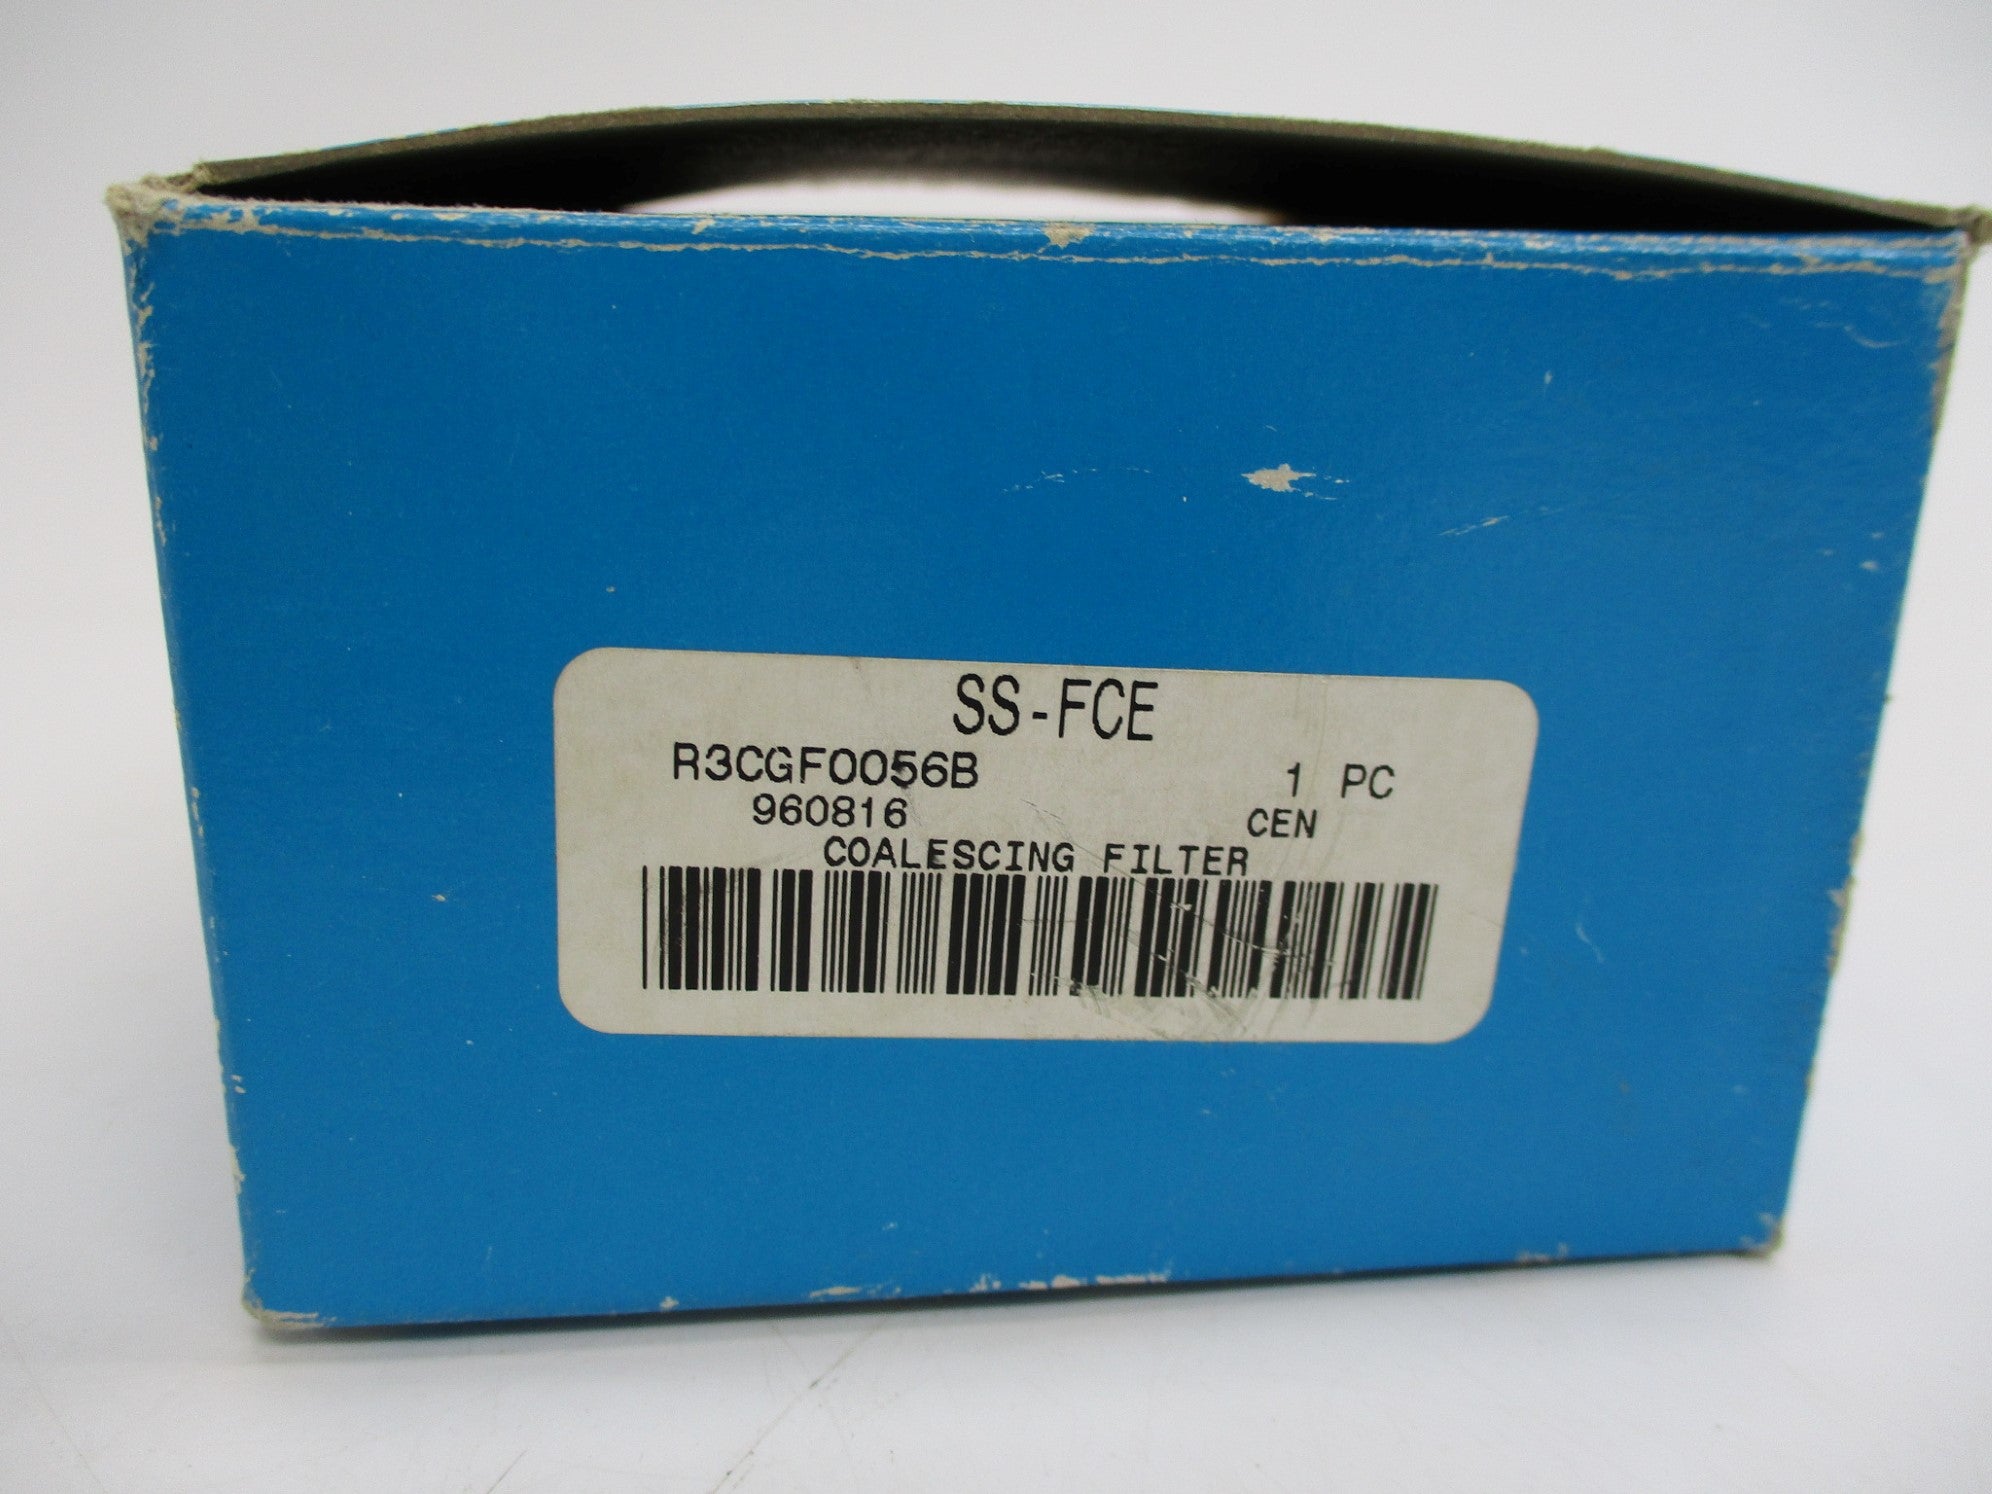 SS-FCE
R3CGF0056B 1 PC
960816 CEN
COALESCING FILTER